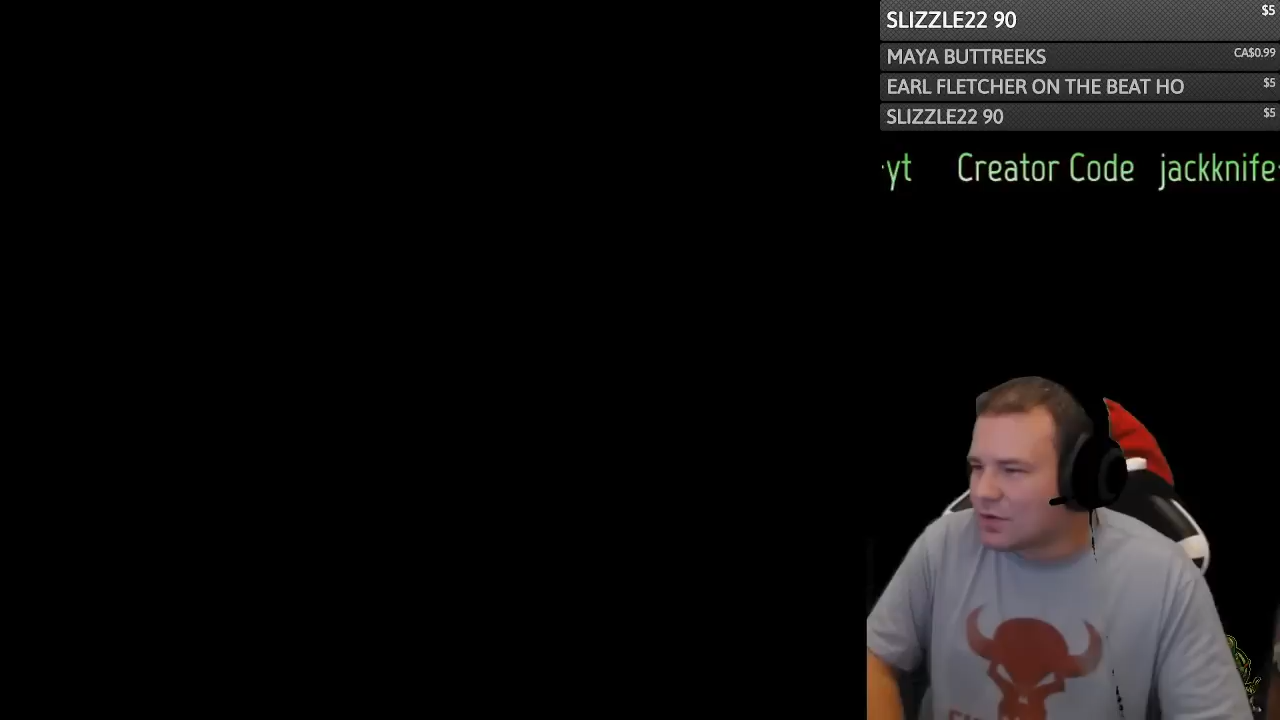 SLIZZLE22 90 $5
MAYA BUTTREEKS CA$0.99
EARL FLETCHER ON THE BEAT HO $5
SLIZZLE22 90 $5
-yt Creator Code jackknife-